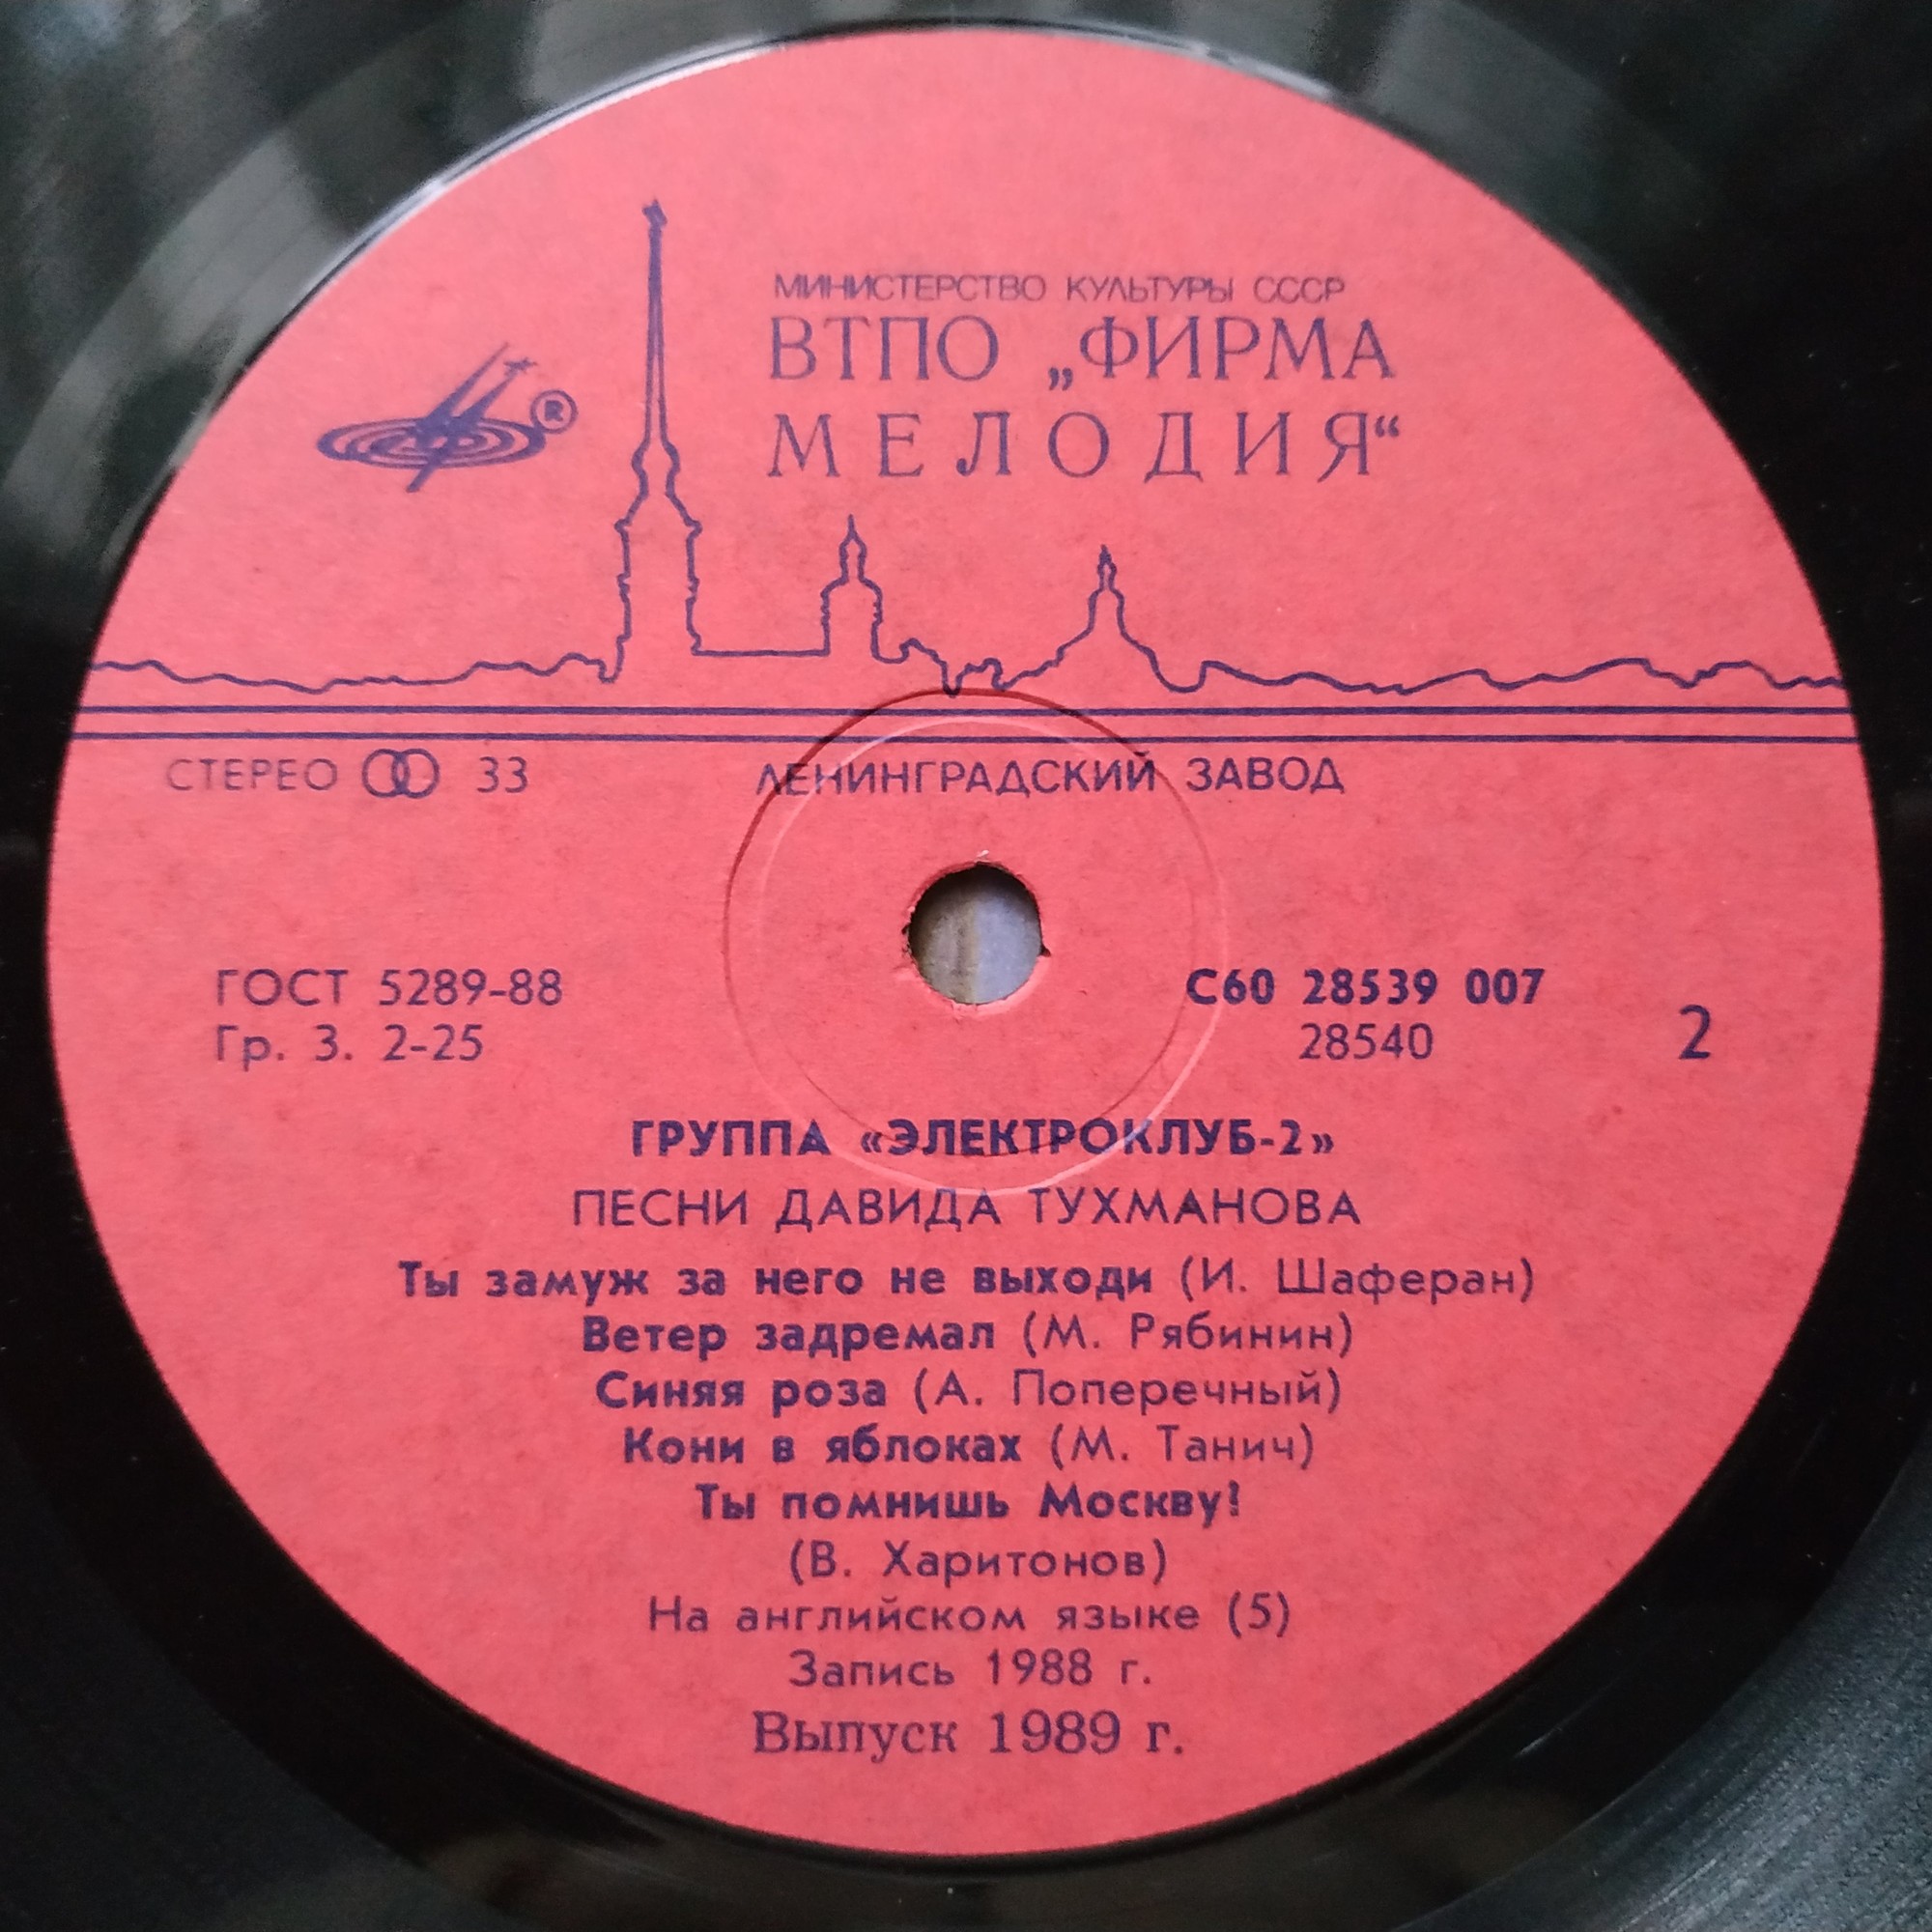 МИНИСТЕРСТВО КУЛЬТУРЫ СССР
ВТПО „ФИРМА
МЕЛОДИЯ“
®
СТЕРЕО 33
ЛЕНИНГРАДСКИЙ ЗАВОД
ГОСТ 5289-88
Гр. 3. 2-25
С60 28539 007
28540
2
ГРУППА «ЭЛЕКТРОКЛУБ-2»
ПЕСНИ ДАВИДА ТУХМАНОВА
Ты замуж за него не выходи (И. Шаферан)
Ветер задремал (М. Рябинин)
Синяя роза (А. Поперечный)
Кони в яблоках (М. Танич)
Ты помнишь Москву?
(В. Харитонов)
На английском языке (5)
Запись 1988 г.
Выпуск 1989 г.